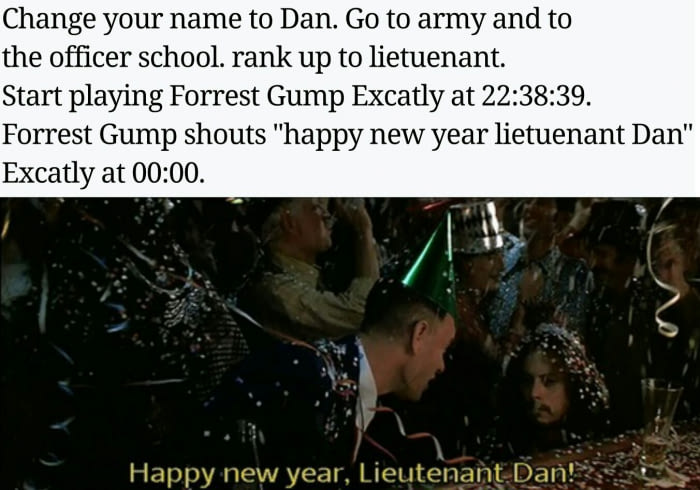 Change your name to Dan. Go to army and to
the officer school. rank up to lietuenant.
Start playing Forrest Gump Excatly at 22:38:39.
Forrest Gump shouts "happy new year lietuenant Dan"
Excatly at 00:00.
Happy new year, Lieutenant Dan!